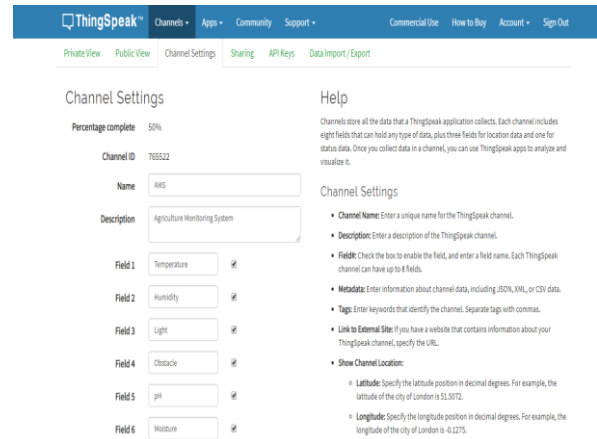 ThingSpeak™ Channels Apps Community Support Commercial Use How to Buy Account Sign Out
Private View Public View Channel Settings Sharing API Keys Data Import / Export
Channel Settings
Percentage complete 50%
Channel ID 765522
Name AMS
Description Agriculture Monitoring System
Field 1 Temperature
Field 2 Humidity
Field 3 Light
Field 4 Obstacle
Field 5 pH
Field 6 Moisture
Help
Channels store all the data that a ThingSpeak application collects. Each channel includes
eight fields that can hold any type of data, plus three fields for location data and one for
status data. Once you collect data in a channel, you can use ThingSpeak apps to analyze and
visualize it.
Channel Settings
• Channel Name: Enter a unique name for the ThingSpeak channel.
• Description: Enter a description of the ThingSpeak channel.
• Field#: Check the box to enable the field, and enter a field name. Each ThingSpeak
channel can have up to 8 fields.
• Metadata: Enter information about channel data, including JSON, XML, or CSV data.
• Tags: Enter keywords that identify the channel. Separate tags with commas.
• Link to External Site: If you have a website that contains information about your
ThingSpeak channel, specify the URL.
• Show Channel Location:
Latitude: Specify the latitude position in decimal degrees. For example, the
latitude of the city of London is 51.5072.
Longitude: Specify the longitude position in decimal degrees. For example, the
longitude of the city of London is -0.1275.